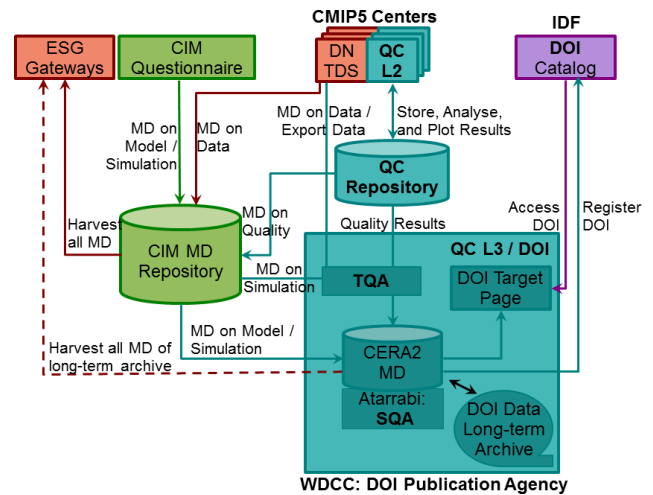 CMIP5 Centers
IDF
ESG
Gateways
CIM
Questionnaire
DN
TDS
QC
L2
DOI
Catalog
MD on
Model /
Simulation
MD on
Data
MD on Data /
Export Data
Store, Analyse,
and Plot Results
QC
Repository
Harvest
all MD
CIM MD
Repository
MD on
Quality
Quality Results
Access
DOI
Register
DOI
QC L3 / DOI
MD on
Simulation
TQA
DOI Target
Page
MD on Model /
Simulation
Harvest all MD of
long-term archive
CERA2
MD
Atarrabi:
SQA
DOI Data
Long-term
Archive
WDCC: DOI Publication Agency